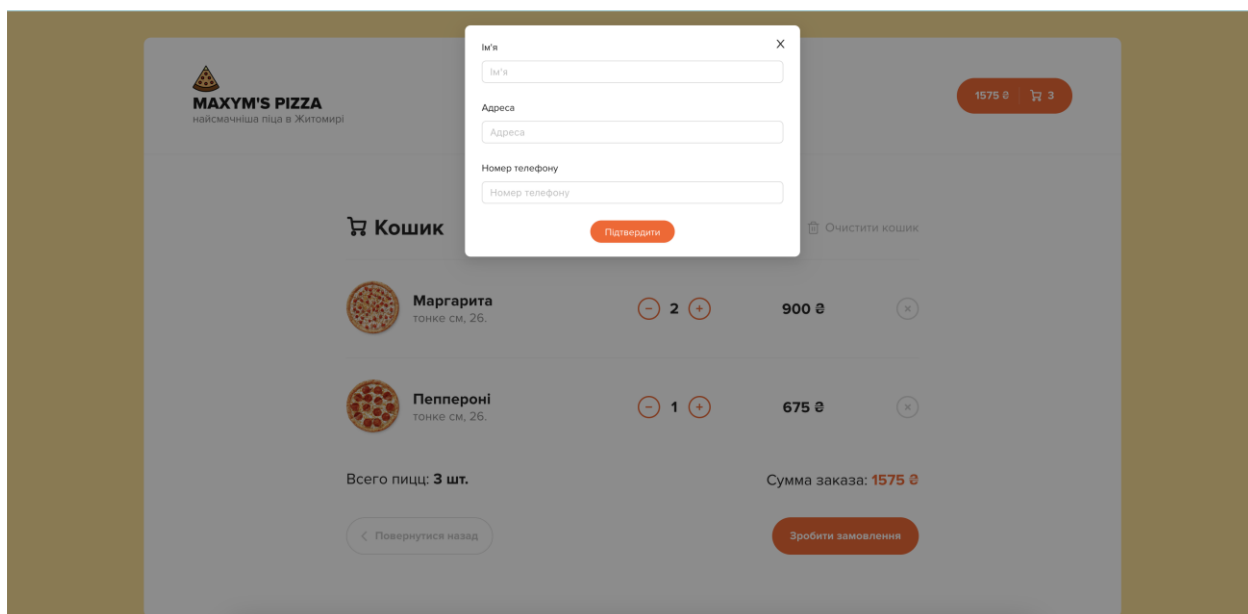 Ім'я
X
Ім'я
Адреса
Адреса
Номер телефону
Номер телефону
Підтвердити
MAXYM'S PIZZA
найсмачніша піца в Житомирі
1575 ₴ 3
Кошик
Очистити кошик
Маргарита
тонке см, 26.
2
900 ₴
Пеппероні
тонке см, 26.
1
675 ₴
Всего пицц: 3 шт.
Сумма заказа: 1575 ₴
Повернутися назад
Зробити замовлення